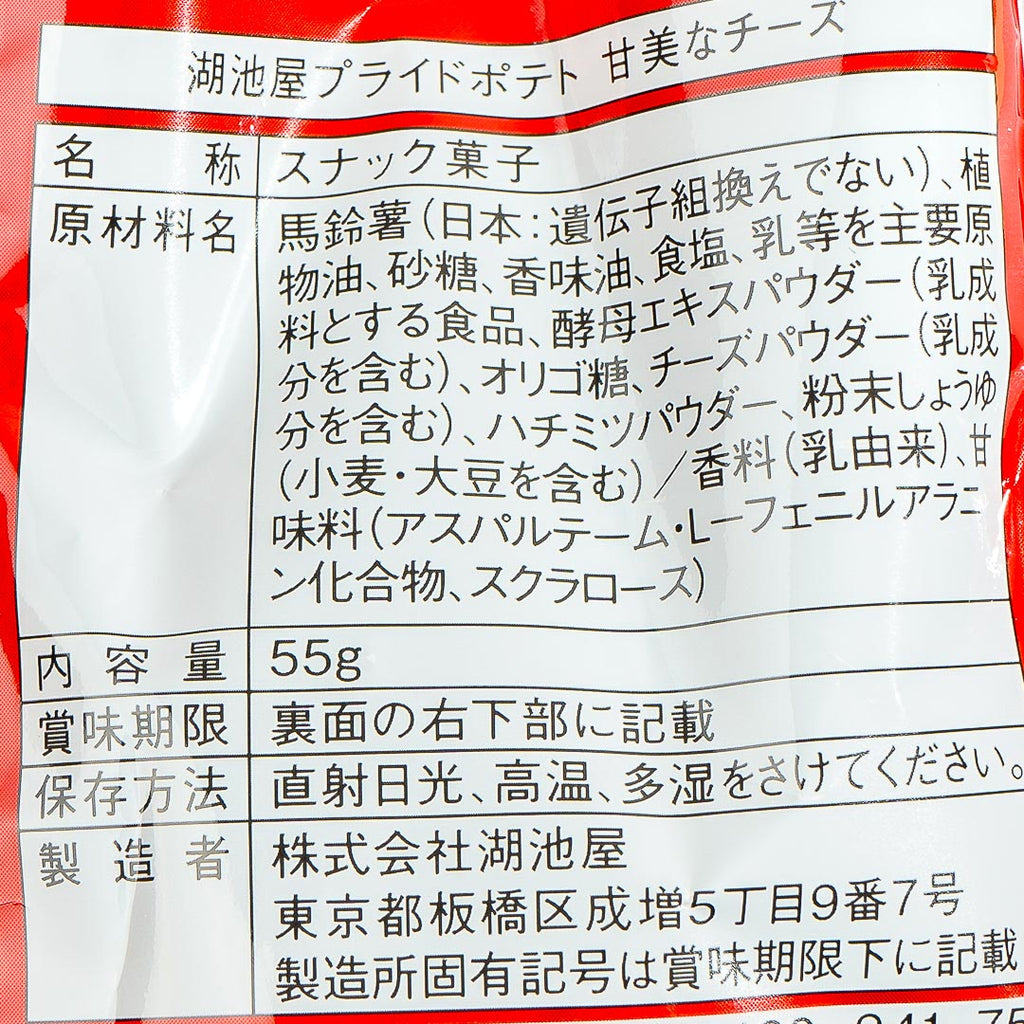 湖池屋プライドポテト 甘美なチーズ
名称 スナック菓子
原材料名 馬鈴薯(日本:遺伝子組換えでない)、植
物油、砂糖、香味油、食塩、乳等を主要原
料とする食品、酵母エキスパウダー(乳成
分を含む)、オリゴ糖、チーズパウダー(乳成
分を含む)、ハチミツパウダー、粉末しょうゆ
(小麦・大豆を含む)/香料(乳由来)、甘
味料(アスパルテーム・L-フェニルアラニ
ン化合物、スクラロース)
内容量 55g
賞味期限 裏面の右下部に記載
保存方法 直射日光、高温、多湿をさけてください。
製造者 株式会社湖池屋
東京都板橋区成増5丁目9番7号
製造所固有記号は賞味期限下に記載